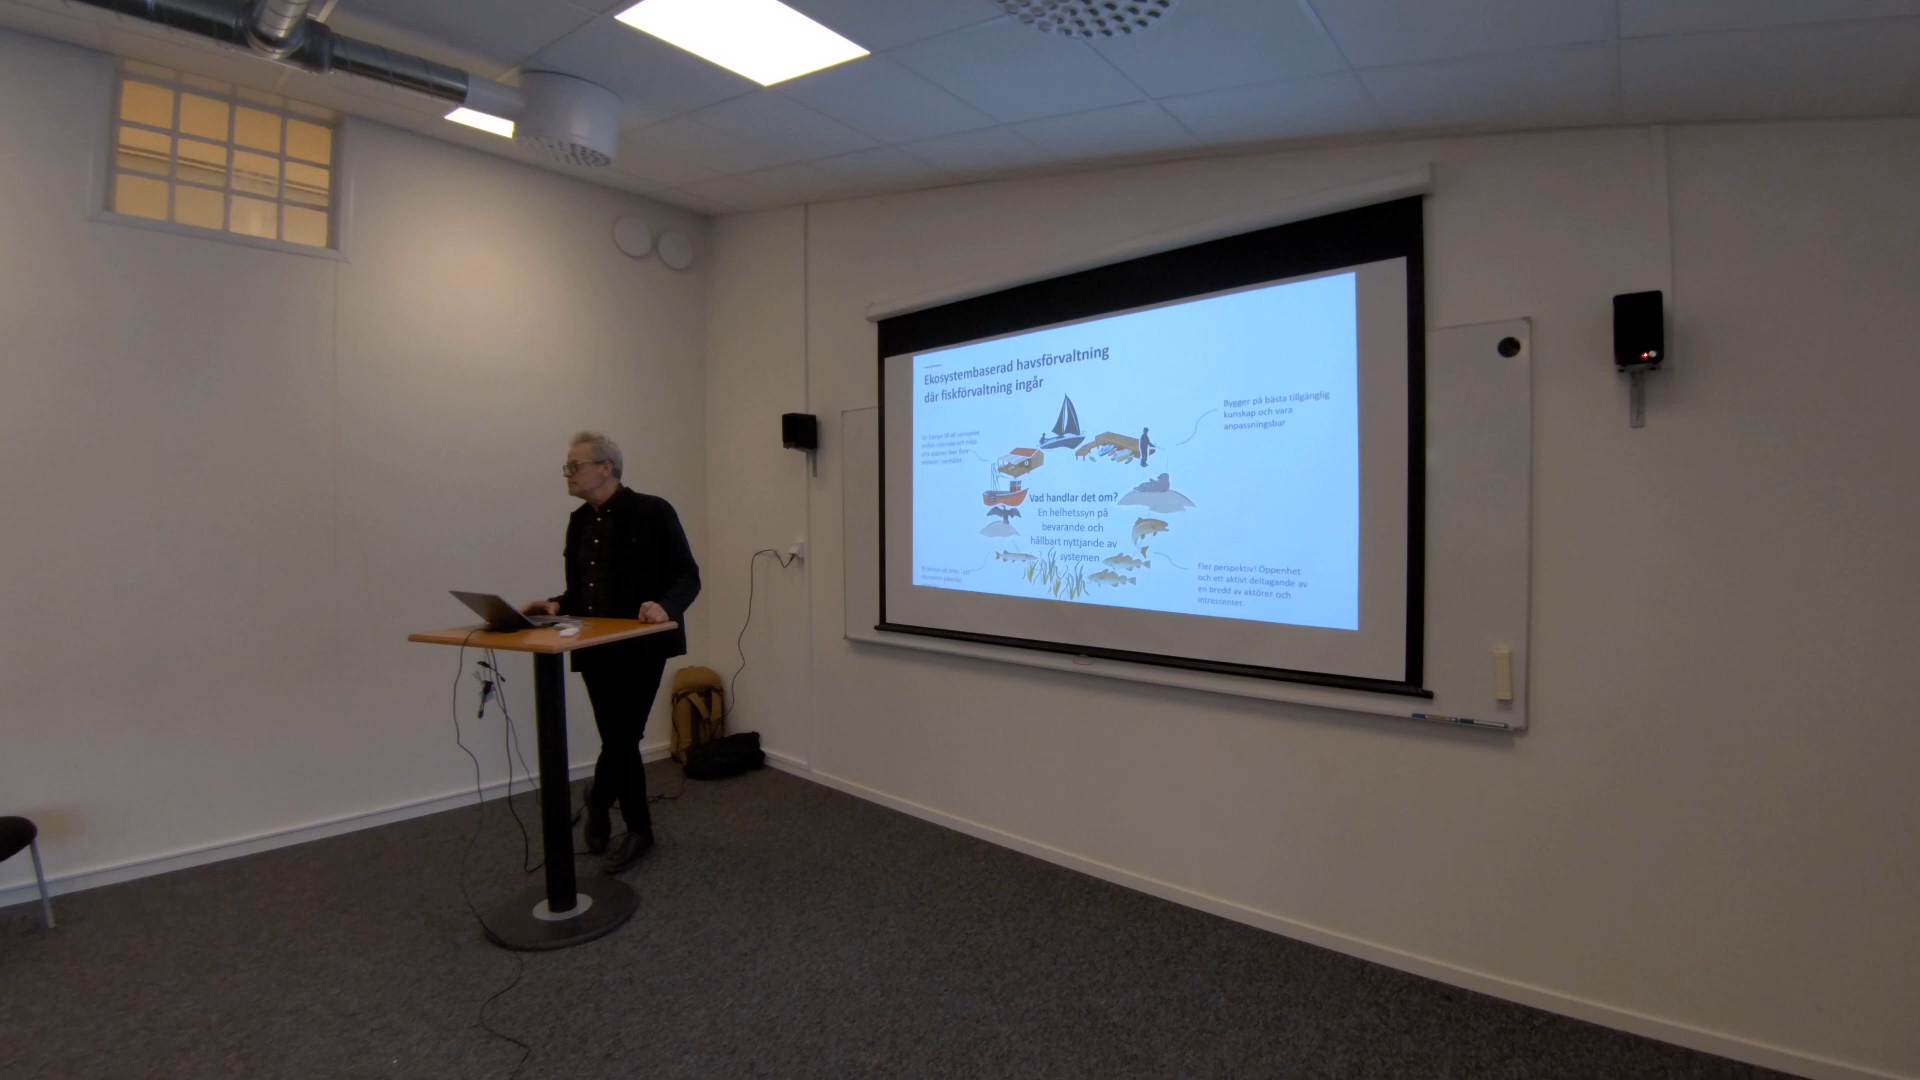 Ekosystembaserad havsförvaltning
där fiskförvaltning ingår
Bygger på bästa tillgänglig
kunskap och vara
anpassningsbar
Vad handlar det om?
En helhetssyn på
bevarande och
hållbart nyttjande av
systemen
Fler perspektiv! Öppenhet
och ett aktivt deltagande av
en bredd av aktörer och
intressenter.